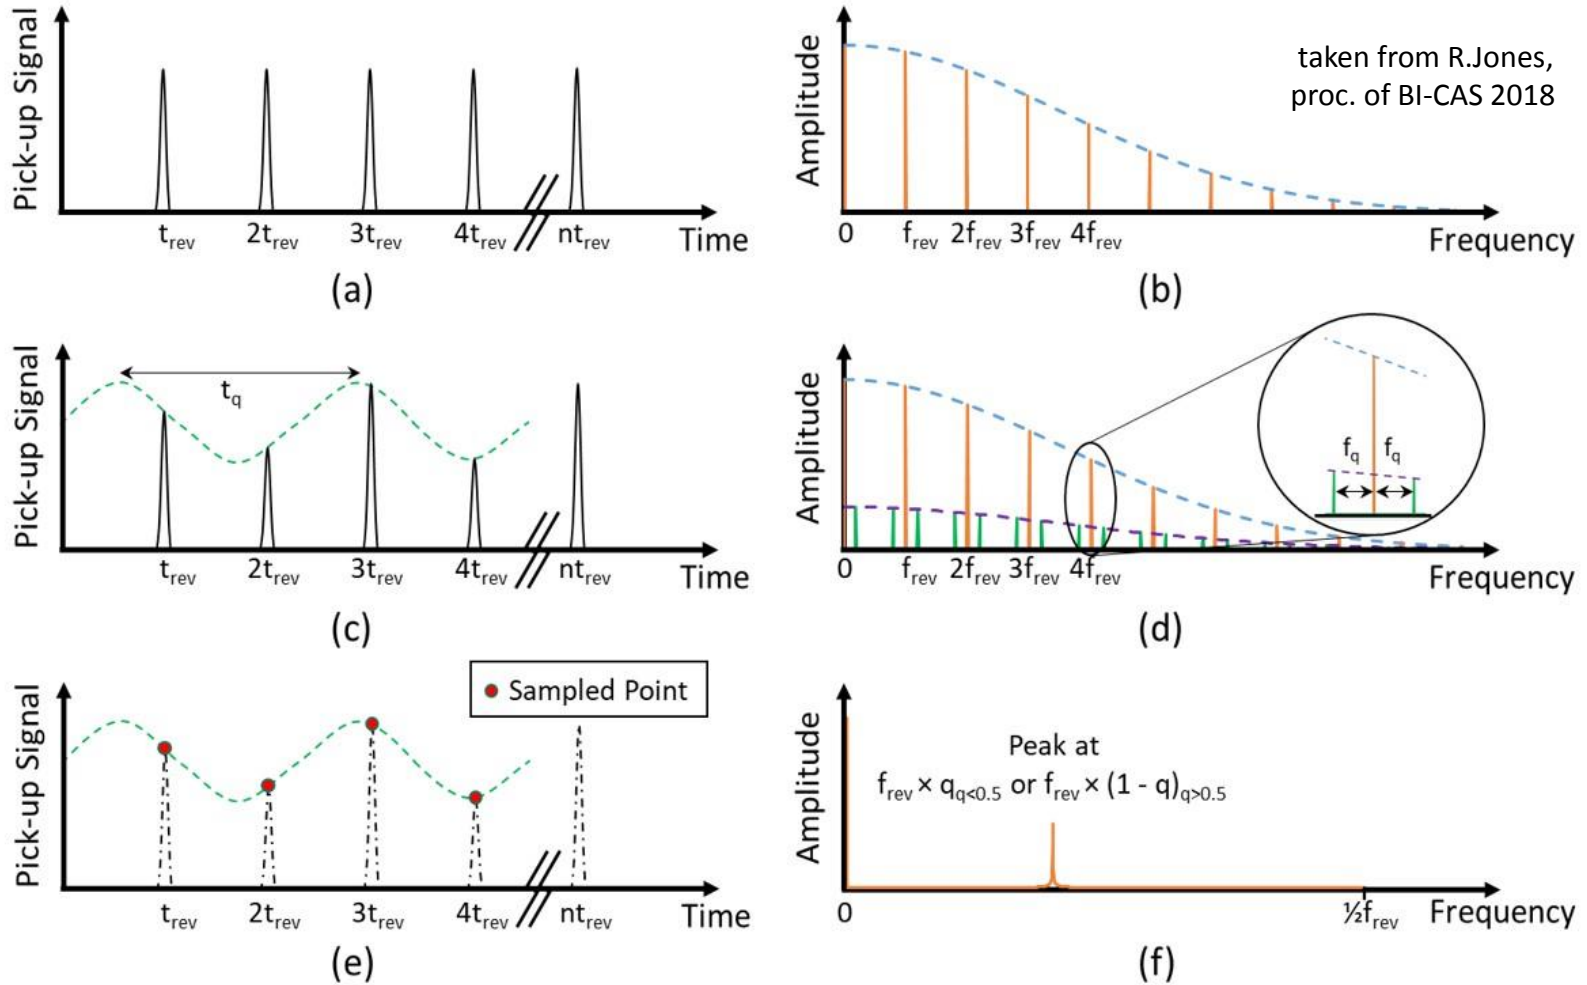 Pick-up Signal
t_rev 2t_rev 3t_rev 4t_rev nt_rev Time
(a)
Amplitude
taken from R.Jones,
proc. of BI-CAS 2018
0 f_rev 2f_rev 3f_rev 4f_rev Frequency
(b)
Pick-up Signal
t_q
t_rev 2t_rev 3t_rev 4t_rev nt_rev Time
(c)
Amplitude
f_q f_q
0 f_rev 2f_rev 3f_rev 4f_rev Frequency
(d)
Pick-up Signal
Sampled Point
t_rev 2t_rev 3t_rev 4t_rev nt_rev Time
(e)
Amplitude
Peak at
f_rev × q_q<0.5 or f_rev × (1 - q)_q>0.5
0 ½f_rev Frequency
(f)